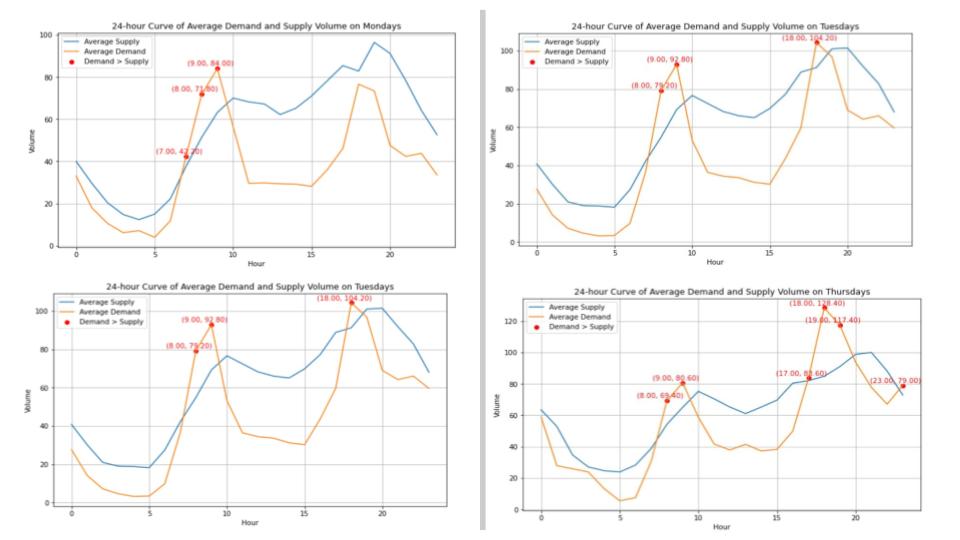 24-hour Curve of Average Demand and Supply Volume on Mondays
Average Supply
Average Demand
Demand > Supply
(9.00, 84.00)
(8.00, 71.80)
(7.00, 42.20)
Volume
100
80
60
40
20
0
0 5 10 15 20
Hour
24-hour Curve of Average Demand and Supply Volume on Tuesdays
Average Supply
Average Demand
Demand > Supply
(18.00, 104.20)
(9.00, 92.80)
(8.00, 79.20)
Volume
100
80
60
40
20
0
0 5 10 15 20
Hour
24-hour Curve of Average Demand and Supply Volume on Tuesdays
Average Supply
Average Demand
Demand > Supply
(18.00, 104.20)
(9.00, 92.80)
(8.00, 79.20)
Volume
100
80
60
40
20
0
0 5 10 15 20
Hour
24-hour Curve of Average Demand and Supply Volume on Thursdays
Average Supply
Average Demand
Demand > Supply
(18.00, 128.40)
(19.00, 117.40)
(17.00, 83.60)
(9.00, 80.60)
(23.00, 79.00)
(8.00, 69.40)
Volume
120
100
80
60
40
20
0
0 5 10 15 20
Hour